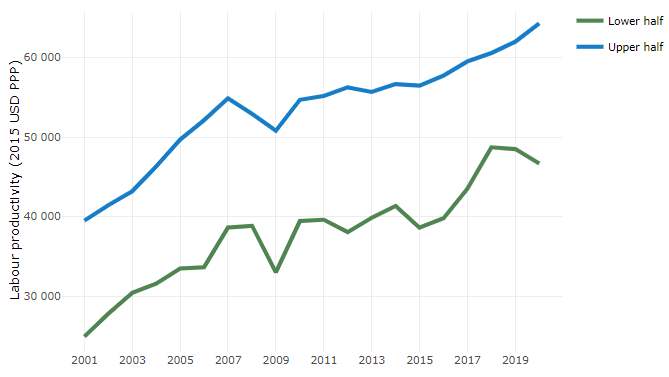 Lower half
Upper half
Labour productivity (2015 USD PPP)
60 000
50 000
40 000
30 000
2001 2003 2005 2007 2009 2011 2013 2015 2017 2019